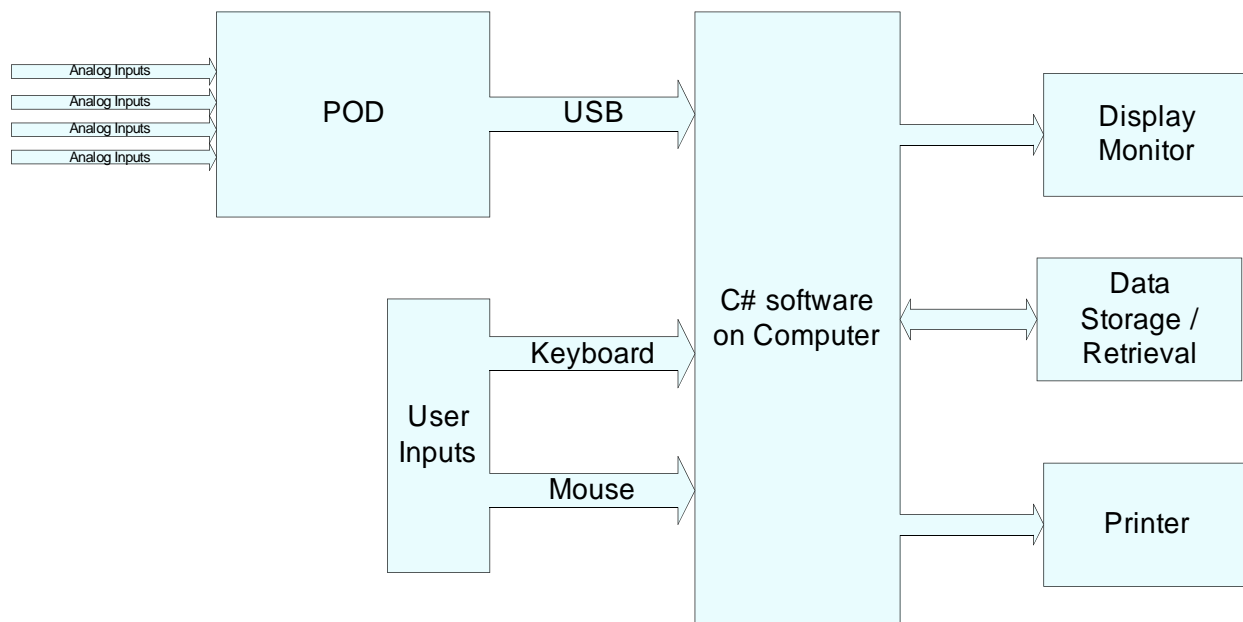 Analog Inputs
Analog Inputs
Analog Inputs
Analog Inputs
POD
USB
Display
Monitor
C# software
on Computer
Data
Storage /
Retrieval
Keyboard
User
Inputs
Mouse
Printer